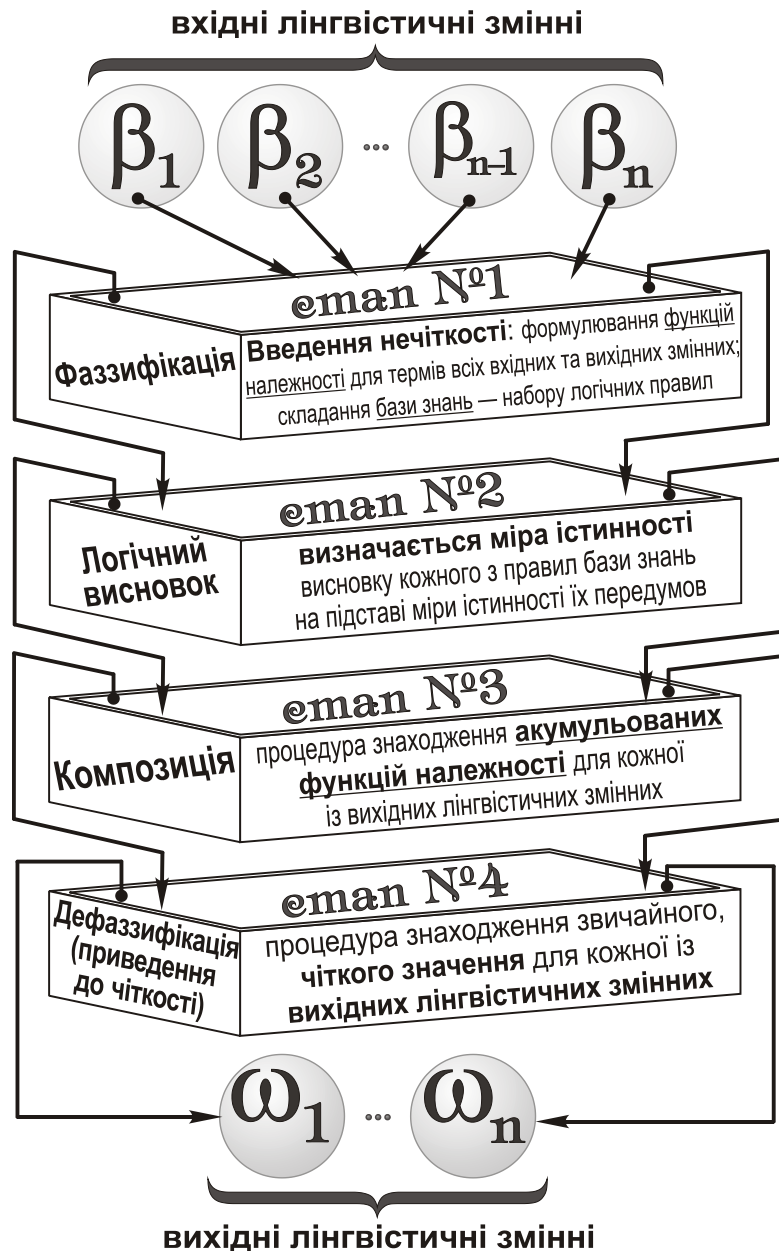 вхідні лінгвістичні змінні
β₁ β₂ ... βₙ₋₁ βₙ
етап №1
Фаззифікація
Введення нечіткості: формулювання функцій
належності для термів всіх вхідних та вихідних змінних;
складання бази знань — набору логічних правил
етап №2
Логічний
висновок
визначається міра істинності
висновку кожного з правил бази знань
на підставі міри істинності їх передумов
етап №3
Композиція
процедура знаходження акумульованих
функцій належності для кожної
із вихідних лінгвістичних змінних
етап №4
Дефаззифікація
(приведення
до чіткості)
процедура знаходження звичайного,
чіткого значення для кожної із
вихідних лінгвістичних змінних
ω₁ ... ωₙ
вихідні лінгвістичні змінні